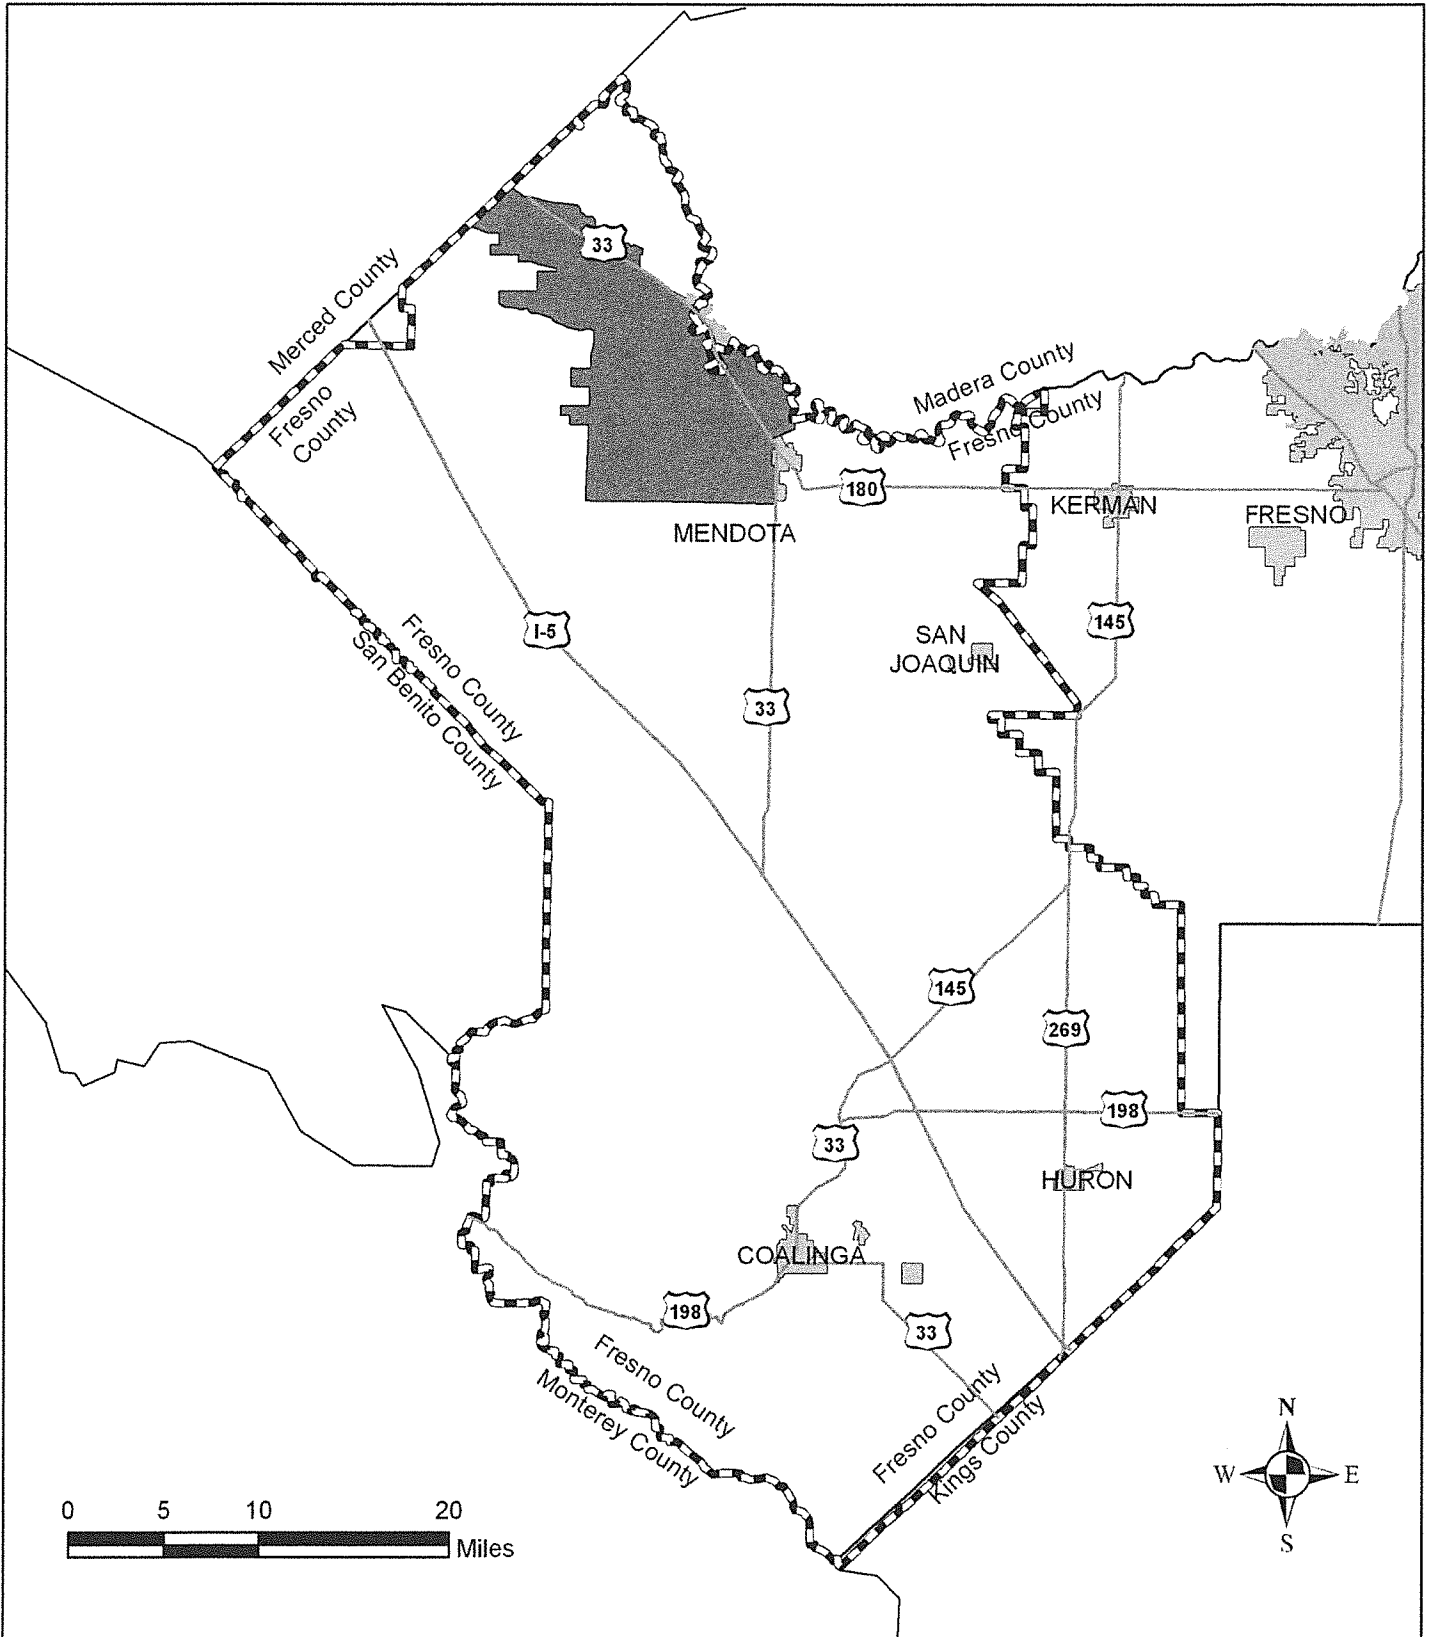 33
Merced County
Fresno
County
Madera County
Fresno County
180
MENDOTA
KERMAN
FRESNO
I-5
Fresno County
San Benito County
SAN
JOAQUIN
145
33
145
269
198
33
HURON
COALINGA
198
33
Fresno County
Monterey County
Fresno County
Kings County
N
W E
S
0 5 10 20
Miles